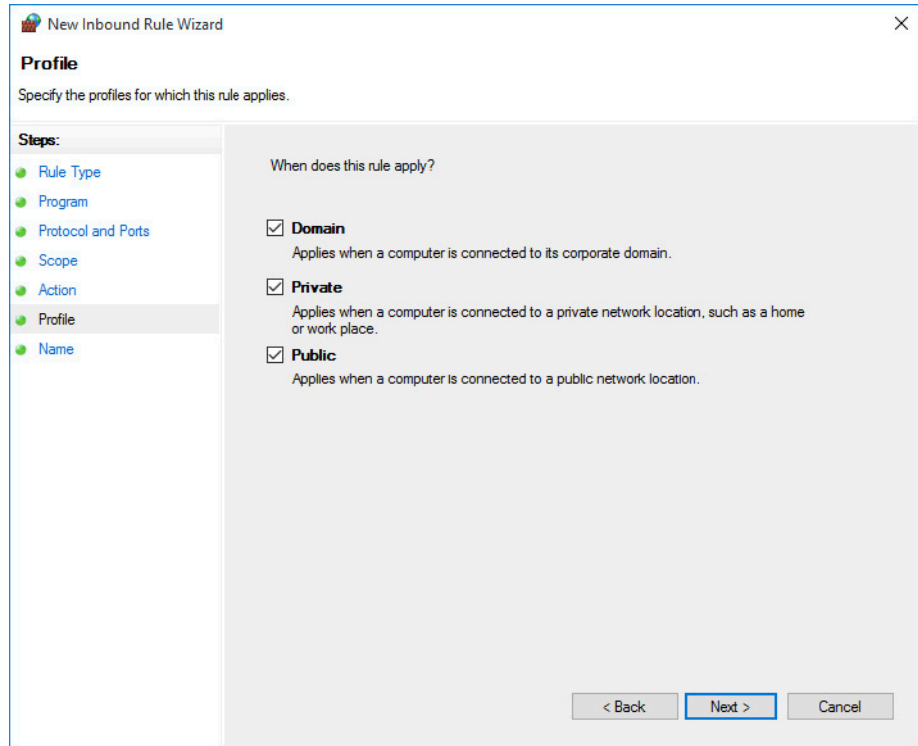 New Inbound Rule Wizard
Profile
Specify the profiles for which this rule applies.
Steps:
Rule Type
Program
Protocol and Ports
Scope
Action
Profile
Name
When does this rule apply?
Domain
Applies when a computer is connected to its corporate domain.
Private
Applies when a computer is connected to a private network location, such as a home
or work place.
Public
Applies when a computer is connected to a public network location.
< Back
Next >
Cancel